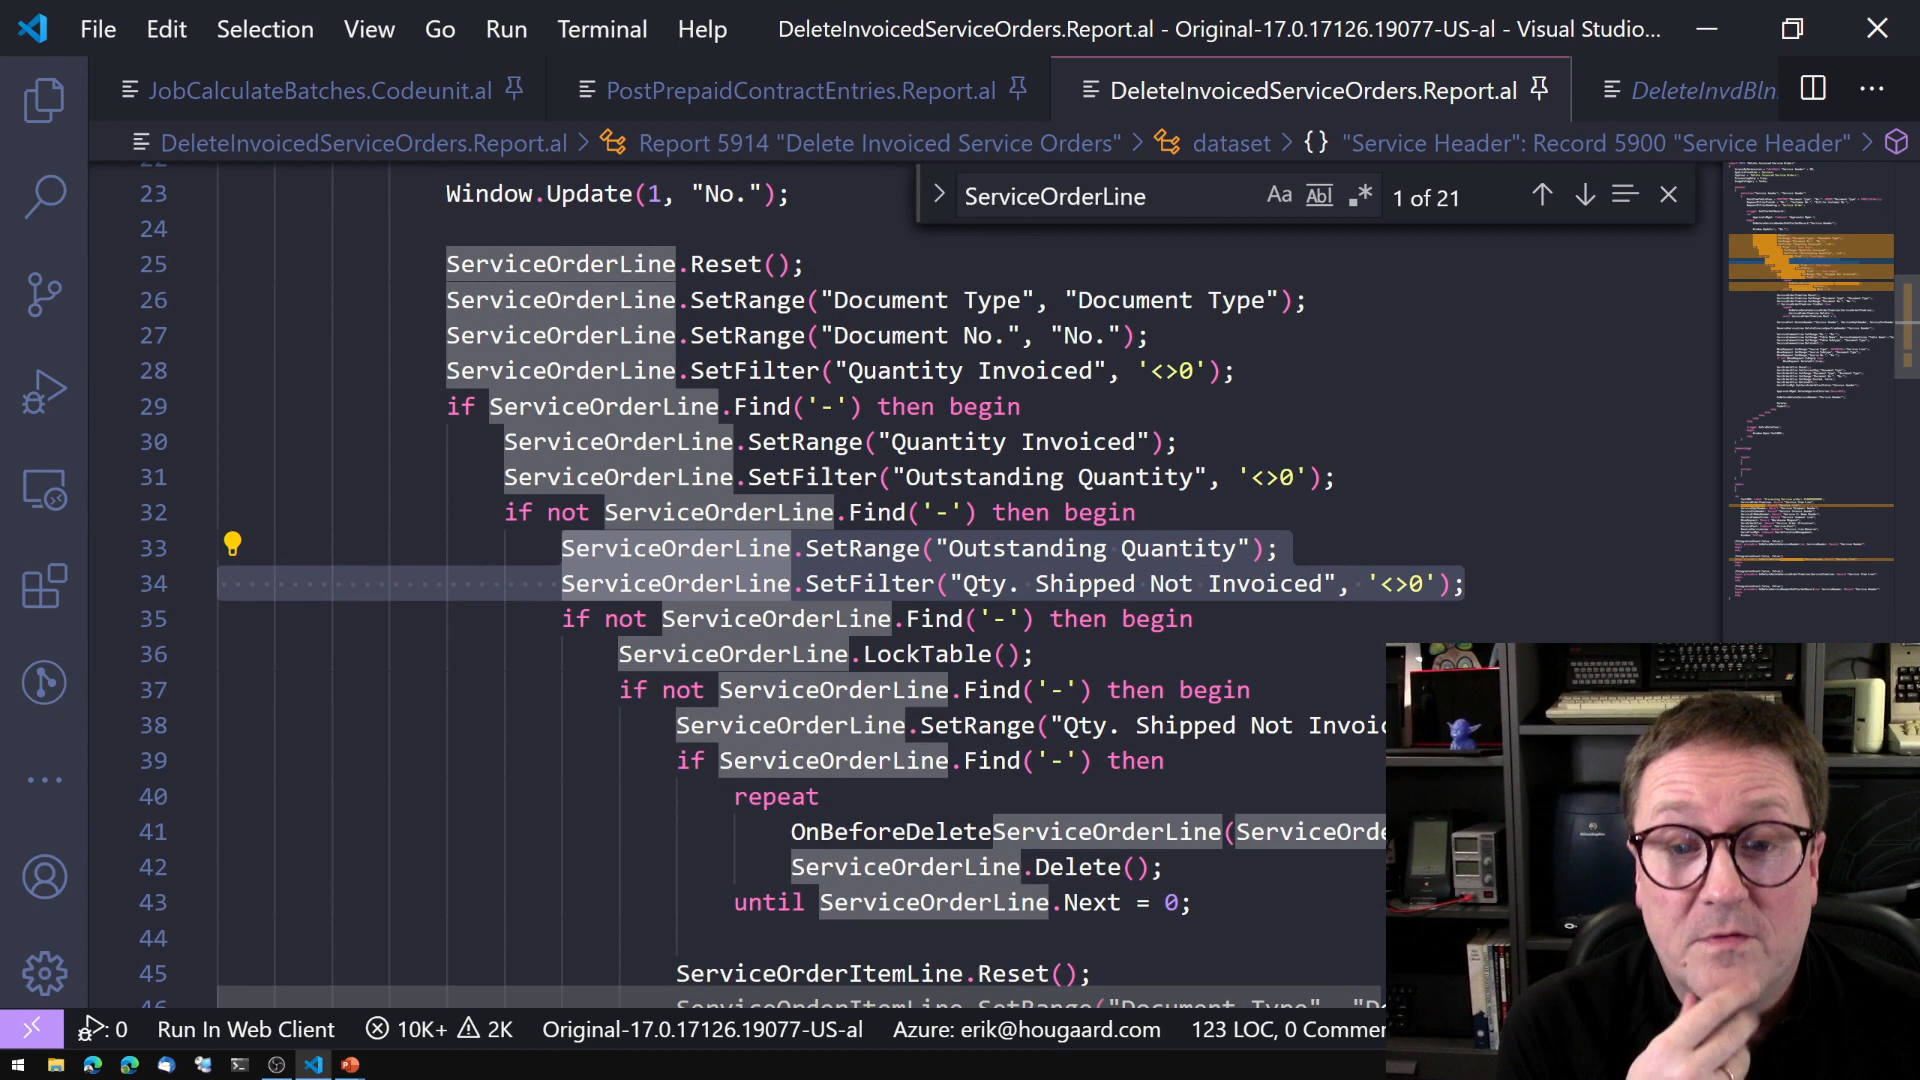 File Edit Selection View Go Run Terminal Help DeleteInvoicedServiceOrders.Report.al - Original-17.0.17126.19077-US-al - Visual Studio...
JobCalculateBatches.Codeunit.al PostPrepaidContractEntries.Report.al DeleteInvoicedServiceOrders.Report.al DeleteInvdBln
DeleteInvoicedServiceOrders.Report.al > Report 5914 "Delete Invoiced Service Orders" > dataset > {} "Service Header": Record 5900 "Service Header" >
ServiceOrderLine Aa Abl .* 1 of 21
22
23 Window.Update(1, "No.");
24
25 ServiceOrderLine.Reset();
26 ServiceOrderLine.SetRange("Document Type", "Document Type");
27 ServiceOrderLine.SetRange("Document No.", "No.");
28 ServiceOrderLine.SetFilter("Quantity Invoiced", '<>0');
29 if ServiceOrderLine.Find('-') then begin
30 ServiceOrderLine.SetRange("Quantity Invoiced");
31 ServiceOrderLine.SetFilter("Outstanding Quantity", '<>0');
32 if not ServiceOrderLine.Find('-') then begin
33 ServiceOrderLine.SetRange("Outstanding Quantity");
34 ServiceOrderLine.SetFilter("Qty. Shipped Not Invoiced", '<>0');
35 if not ServiceOrderLine.Find('-') then begin
36 ServiceOrderLine.LockTable();
37 if not ServiceOrderLine.Find('-') then begin
38 ServiceOrderLine.SetRange("Qty. Shipped Not Invoic
39 if ServiceOrderLine.Find('-') then
40 repeat
41 OnBeforeDeleteServiceOrderLine(ServiceOrde
42 ServiceOrderLine.Delete();
43 until ServiceOrderLine.Next = 0;
44
45 ServiceOrderItemLine.Reset();
46 ServiceOrderItemLine.SetRange("Document Type", "D
0 Run In Web Client 10K+ 2K Original-17.0.17126.19077-US-al Azure: erik@hougaard.com 123 LOC, 0 Commen